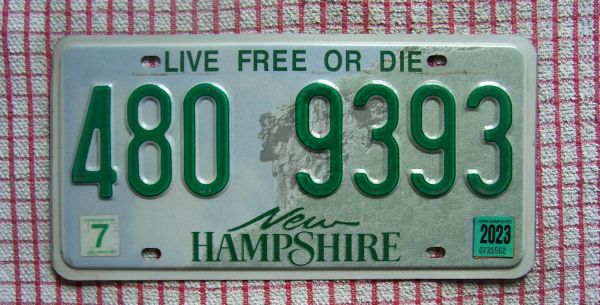 LIVE FREE OR DIE
480 9393
7
New
HAMPSHIRE
2023